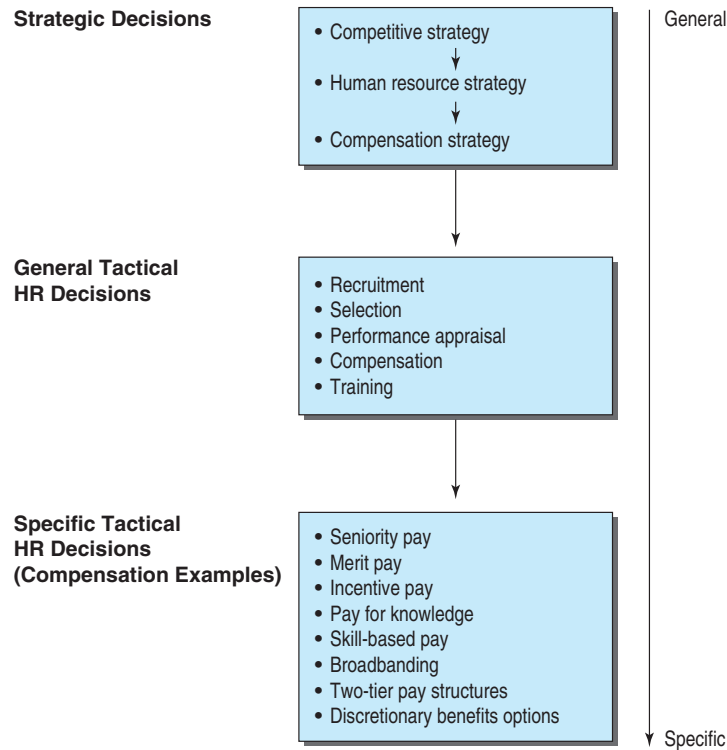 Strategic Decisions
• Competitive strategy
• Human resource strategy
• Compensation strategy
General
General Tactical
HR Decisions
• Recruitment
• Selection
• Performance appraisal
• Compensation
• Training
Specific Tactical
HR Decisions
(Compensation Examples)
• Seniority pay
• Merit pay
• Incentive pay
• Pay for knowledge
• Skill-based pay
• Broadbanding
• Two-tier pay structures
• Discretionary benefits options
Specific